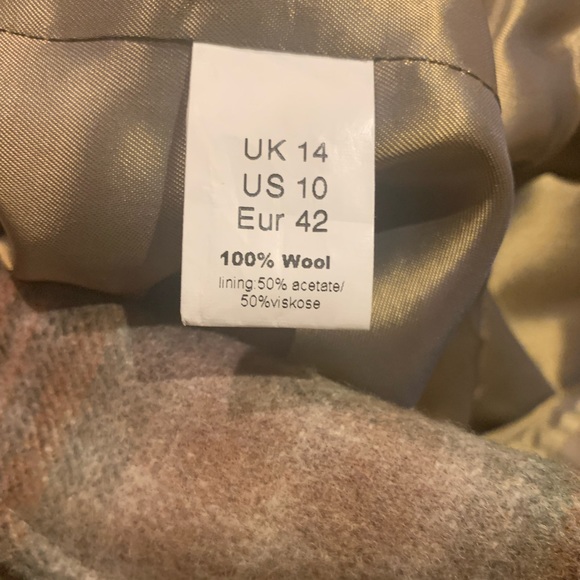 UK 14
US 10
Eur 42
100% Wool
lining:50% acetate/
50%viskose